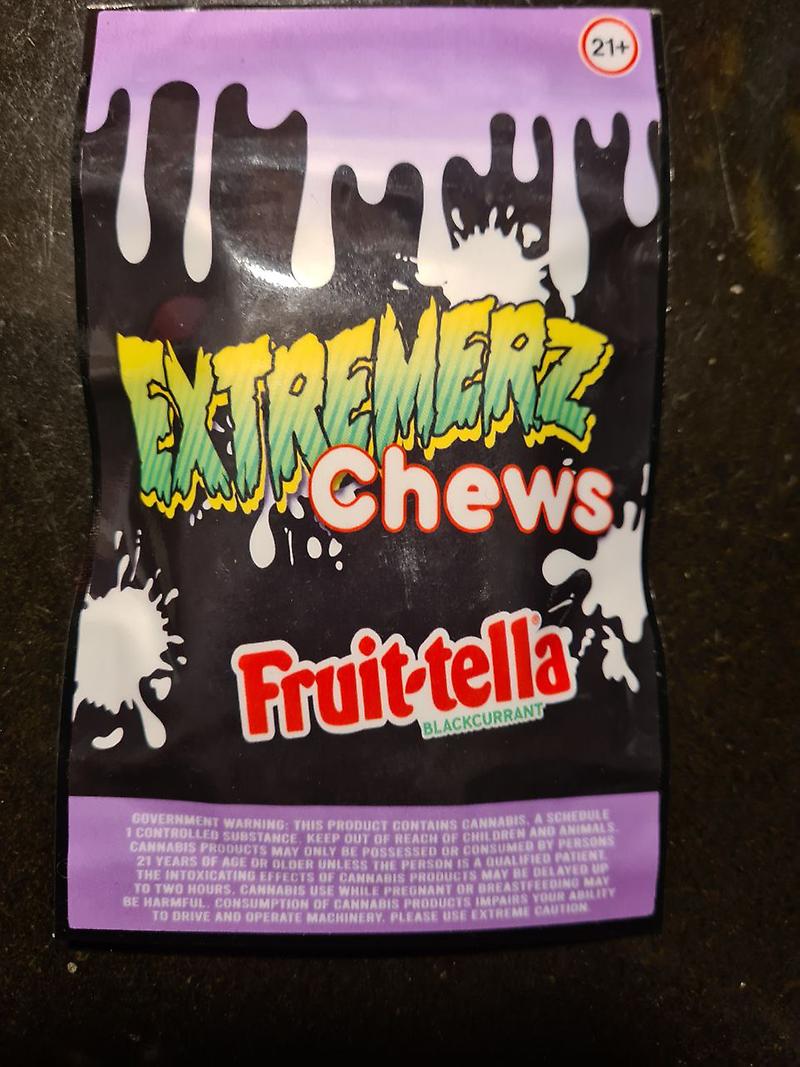 21+
EXTREMERZ
Chews
Fruit-tella®
BLACKCURRANT
GOVERNMENT WARNING: THIS PRODUCT CONTAINS CANNABIS, A SCHEDULE
1 CONTROLLED SUBSTANCE. KEEP OUT OF REACH OF CHILDREN AND ANIMALS.
CANNABIS PRODUCTS MAY ONLY BE POSSESSED OR CONSUMED BY PERSONS
21 YEARS OF AGE OR OLDER UNLESS THE PERSON IS A QUALIFIED PATIENT.
THE INTOXICATING EFFECTS OF CANNABIS PRODUCTS MAY BE DELAYED UP
TO TWO HOURS. CANNABIS USE WHILE PREGNANT OR BREASTFEEDING MAY
BE HARMFUL. CONSUMPTION OF CANNABIS PRODUCTS IMPAIRS YOUR ABILITY
TO DRIVE AND OPERATE MACHINERY. PLEASE USE EXTREME CAUTION.